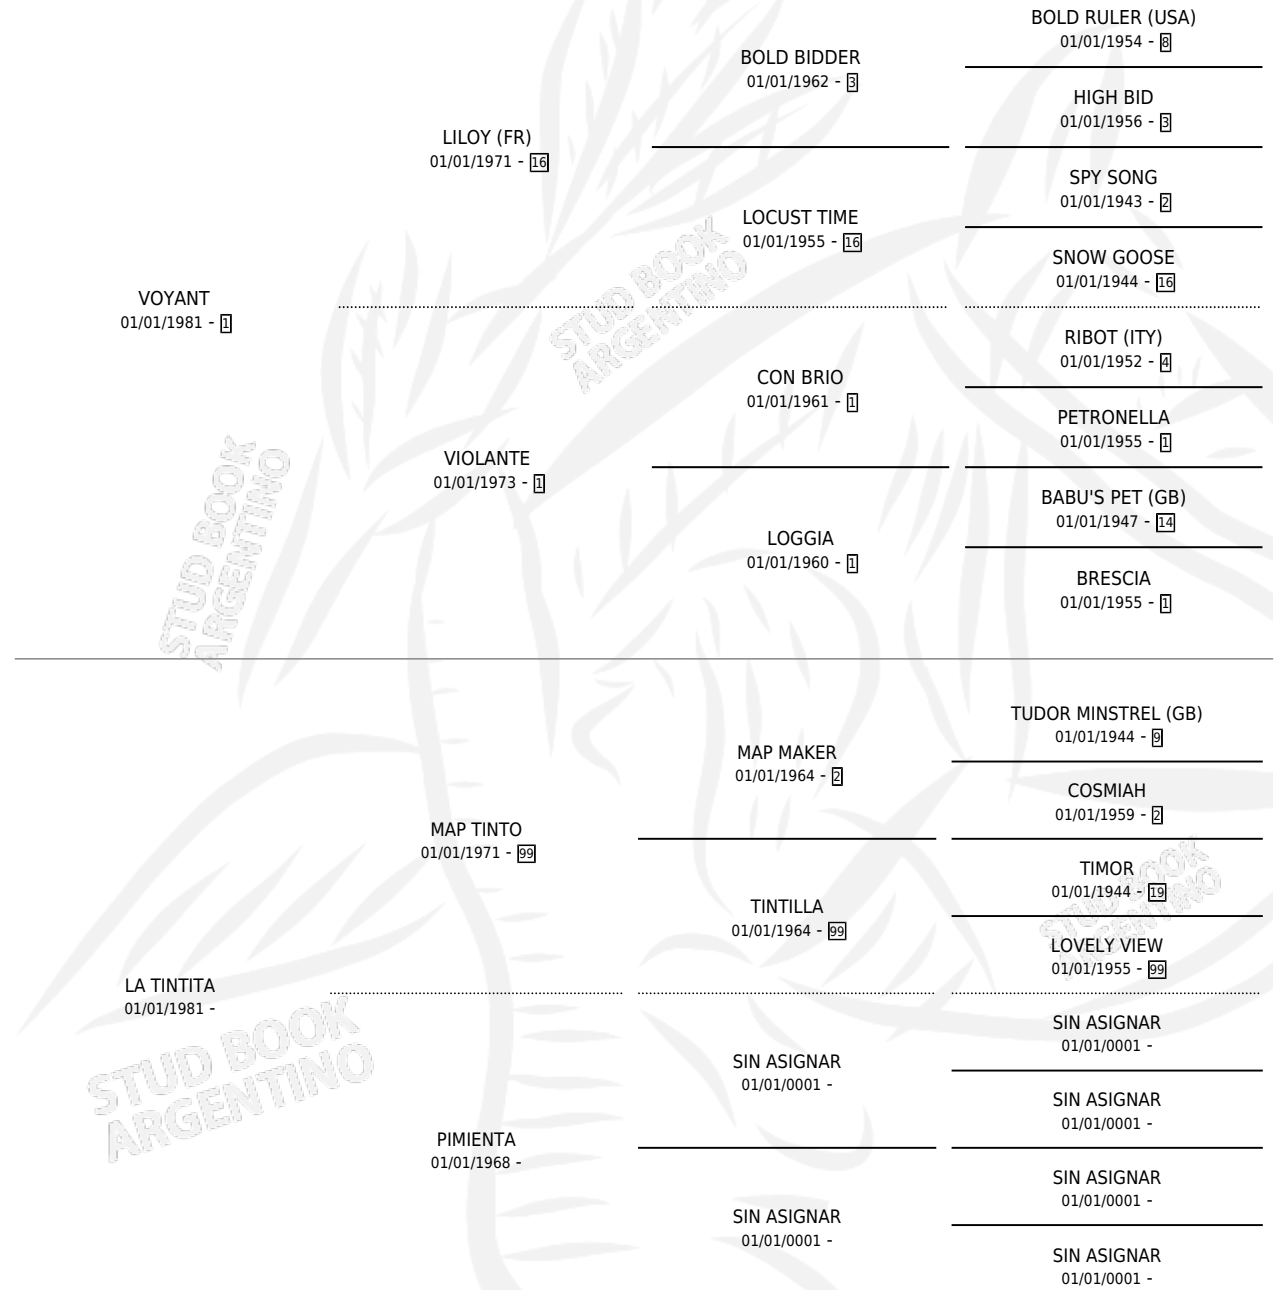 BOLD RULER (USA)
01/01/1954 - 8
BOLD BIDDER
01/01/1962 - 3
HIGH BID
01/01/1956 - 3
LILOY (FR)
01/01/1971 - 16
SPY SONG
01/01/1943 - 2
LOCUST TIME
01/01/1955 - 16
SNOW GOOSE
01/01/1944 - 16
VOYANT
01/01/1981 - 1
RIBOT (ITY)
01/01/1952 - 4
CON BRIO
01/01/1961 - 1
PETRONELLA
01/01/1955 - 1
VIOLANTE
01/01/1973 - 1
BABU'S PET (GB)
01/01/1947 - 14
LOGGIA
01/01/1960 - 1
BRESCIA
01/01/1955 - 1
TUDOR MINSTREL (GB)
01/01/1944 - 9
MAP MAKER
01/01/1964 - 2
COSMIAH
01/01/1959 - 2
MAP TINTO
01/01/1971 - 99
TIMOR
01/01/1944 - 19
TINTILLA
01/01/1964 - 99
LOVELY VIEW
01/01/1955 - 99
LA TINTITA
01/01/1981 -
SIN ASIGNAR
01/01/0001 -
SIN ASIGNAR
01/01/0001 -
SIN ASIGNAR
01/01/0001 -
PIMIENTA
01/01/1968 -
SIN ASIGNAR
01/01/0001 -
SIN ASIGNAR
01/01/0001 -
SIN ASIGNAR
01/01/0001 -
STUD BOOK
ARGENTINO
STUD BOOK
ARGENTINO
STUD BOOK
ARGENTINO
STUD BOOK
ARGENTINO